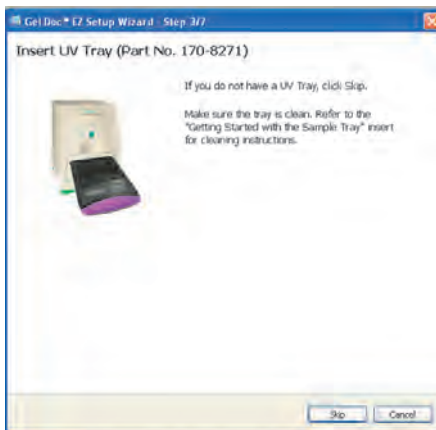 Gel Doc™ EZ Setup Wizard - Step 3/7
Insert UV Tray (Part No. 170-8271)
If you do not have a UV Tray, click Skip.
Make sure the tray is clean. Refer to the
"Getting Started with the Sample Tray" insert
for cleaning instructions.
Skip
Cancel